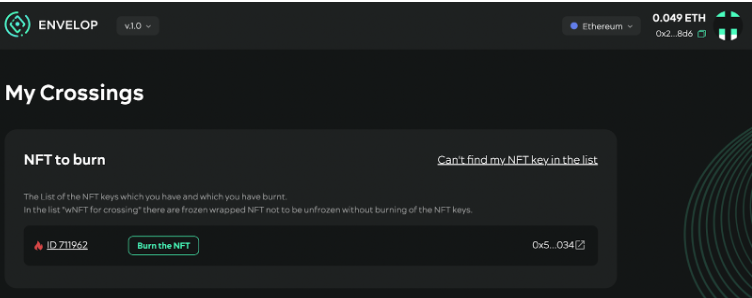 ENVELOP
v.1.0
Ethereum
0.049 ETH
0x2...8d6
My Crossings
NFT to burn
Can't find my NFT key in the list
The List of the NFT keys which you have and which you have burnt.
In the list "wNFT for crossing" there are frozen wrapped NFT not to be unfrozen without burning of the NFT keys.
ID 711962
Burn the NFT
0x5...034